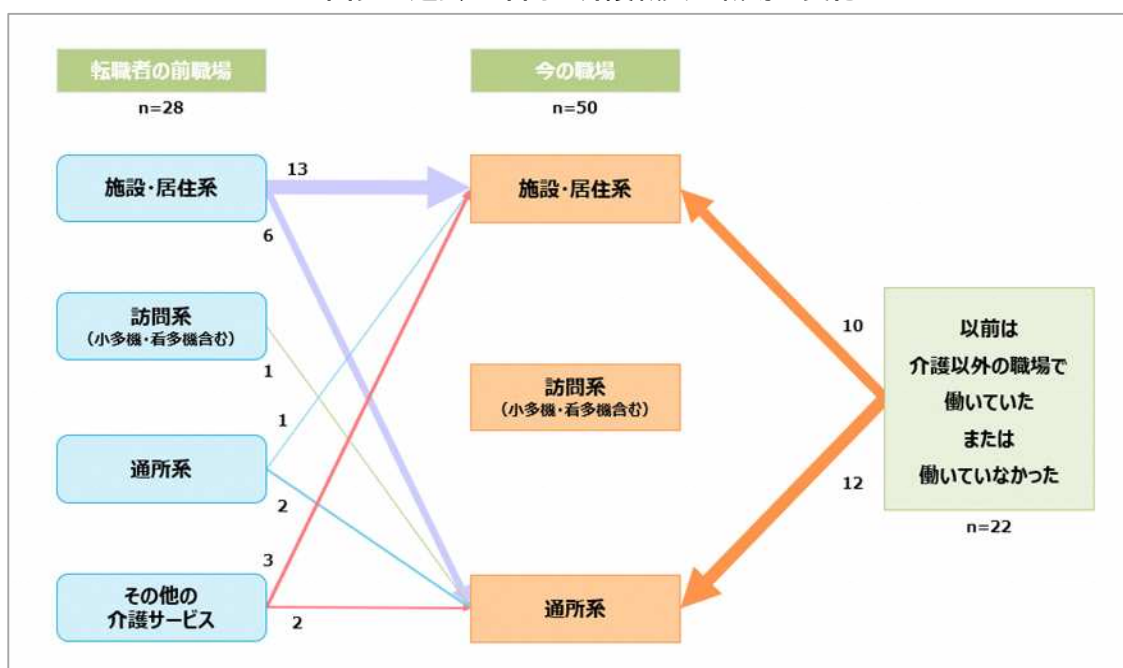 転職者の前職場
n=28
今の職場
n=50
施設・居住系
13
6
訪問系
（小多機・看多機含む）
1
1
通所系
2
3
その他の
介護サービス
2
施設・居住系
訪問系
（小多機・看多機含む）
通所系
10
12
以前は
介護以外の職場で
働いていた
または
働いていなかった
n=22